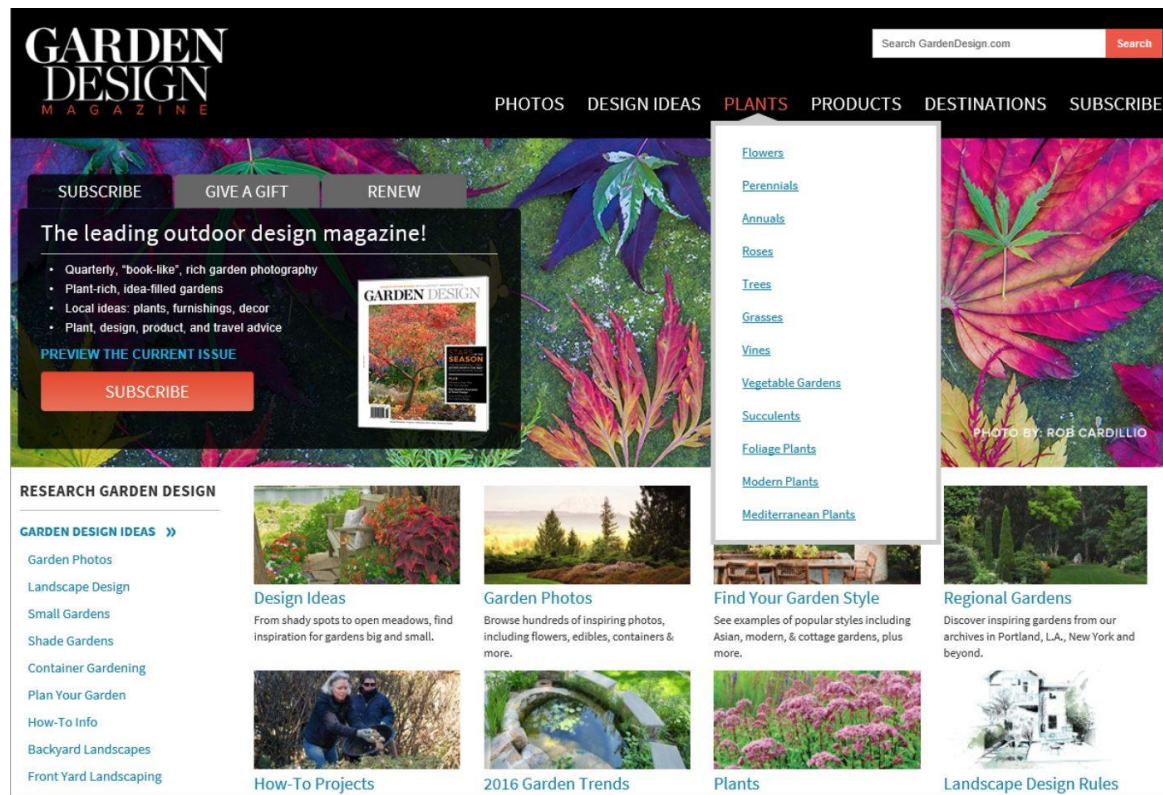 GARDEN
DESIGN
MAGAZINE
Search GardenDesign.com
Search
PHOTOS DESIGN IDEAS PLANTS PRODUCTS DESTINATIONS SUBSCRIBE
Flowers
Perennials
Annuals
Roses
Trees
Grasses
Vines
Vegetable Gardens
Succulents
Foliage Plants
Modern Plants
Mediterranean Plants
SUBSCRIBE GIVE A GIFT RENEW
The leading outdoor design magazine!
• Quarterly, "book-like", rich garden photography
• Plant-rich, idea-filled gardens
• Local ideas: plants, furnishings, decor
• Plant, design, product, and travel advice
PREVIEW THE CURRENT ISSUE
SUBSCRIBE
GARDEN DESIGN
STARS OF THE
SEASON
PHOTO BY: ROB CARDILLIO
RESEARCH GARDEN DESIGN
GARDEN DESIGN IDEAS »
Garden Photos
Landscape Design
Small Gardens
Shade Gardens
Container Gardening
Plan Your Garden
How-To Info
Backyard Landscapes
Front Yard Landscaping
Design Ideas
From shady spots to open meadows, find
inspiration for gardens big and small.
Garden Photos
Browse hundreds of inspiring photos,
including flowers, edibles, containers &
more.
Find Your Garden Style
See examples of popular styles including
Asian, modern, & cottage gardens, plus
more.
Regional Gardens
Discover inspiring gardens from our
archives in Portland, L.A., New York and
beyond.
How-To Projects
2016 Garden Trends
Plants
Landscape Design Rules